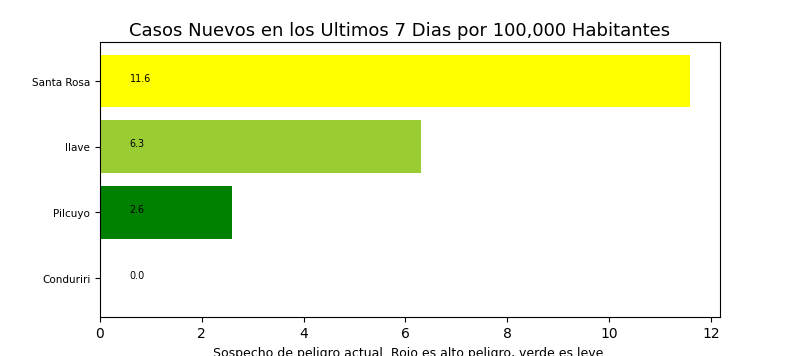 Casos Nuevos en los Ultimos 7 Dias por 100,000 Habitantes
Santa Rosa
11.6
Ilave
6.3
Pilcuyo
2.6
Conduriri
0.0
0 2 4 6 8 10 12
Sospecho de peligro actual. Rojo es alto peligro, verde es leve